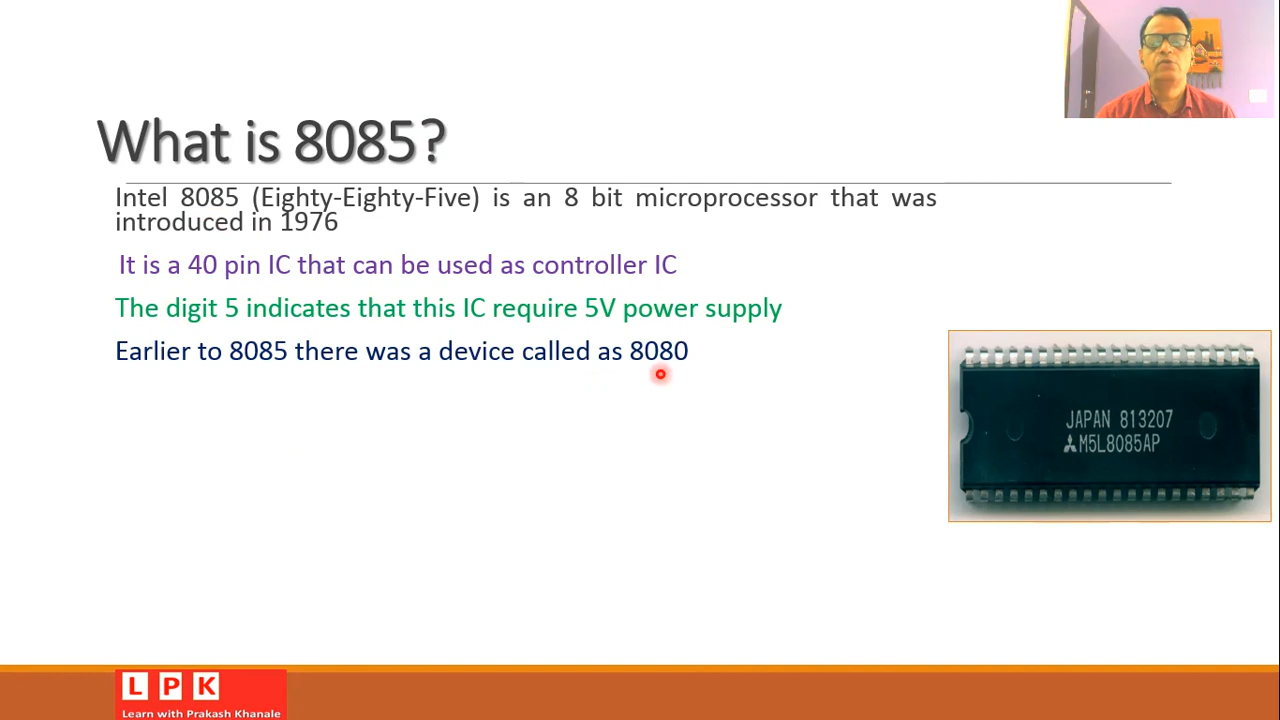 What is 8085?
Intel 8085 (Eighty-Eighty-Five) is an 8 bit microprocessor that was
introduced in 1976
It is a 40 pin IC that can be used as controller IC
The digit 5 indicates that this IC require 5V power supply
Earlier to 8085 there was a device called as 8080
JAPAN 813207
M5L8085AP
L P K
Learn with Prakash Khanale